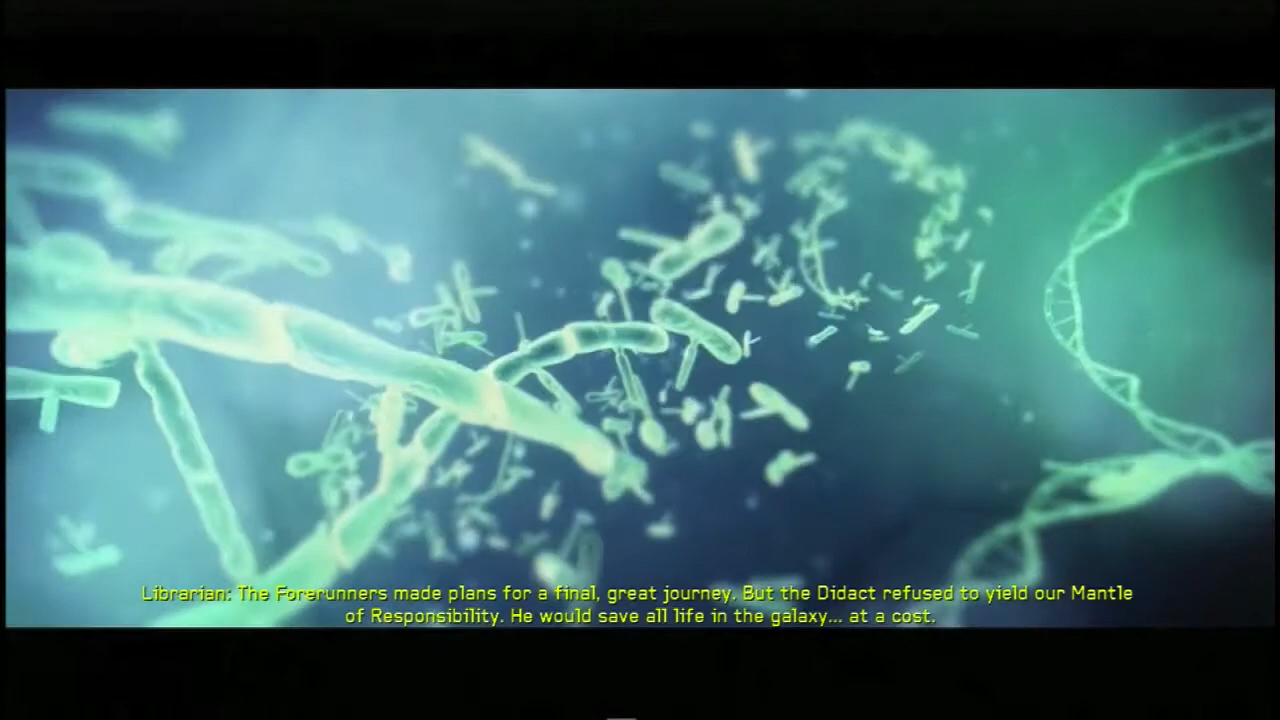 Librarian: The Forerunners made plans for a final, great journey. But the Didact refused to yield our Mantle
of Responsibility. He would save all life in the galaxy... at a cost.